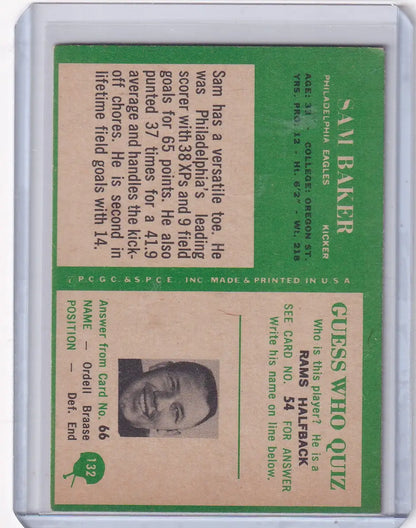 SAM BAKER
PHILADELPHIA EAGLES KICKER
AGE: 33 - COLLEGE: OREGON ST.
YRS. PRO: 12 - Ht. 6'2" - Wt. 218
Sam has a versatile toe. He
was Philadelphia's leading
scorer with 38 XPs and 9 field
goals for 65 points. He also
punted 37 times for a 41.9
average and handles the kick-
off chores. He is second in
lifetime field goals with 14.
P.C.G.C. & S.P.C.E. INC. MADE & PRINTED IN U.S.A
GUESS WHO QUIZ
Who is this player? He is a
RAMS HALFBACK
SEE CARD NO. 54 FOR ANSWER
Write his name on line below.
Answer from Card No. 66
NAME — Ordell Braase
POSITION — Def. End
132